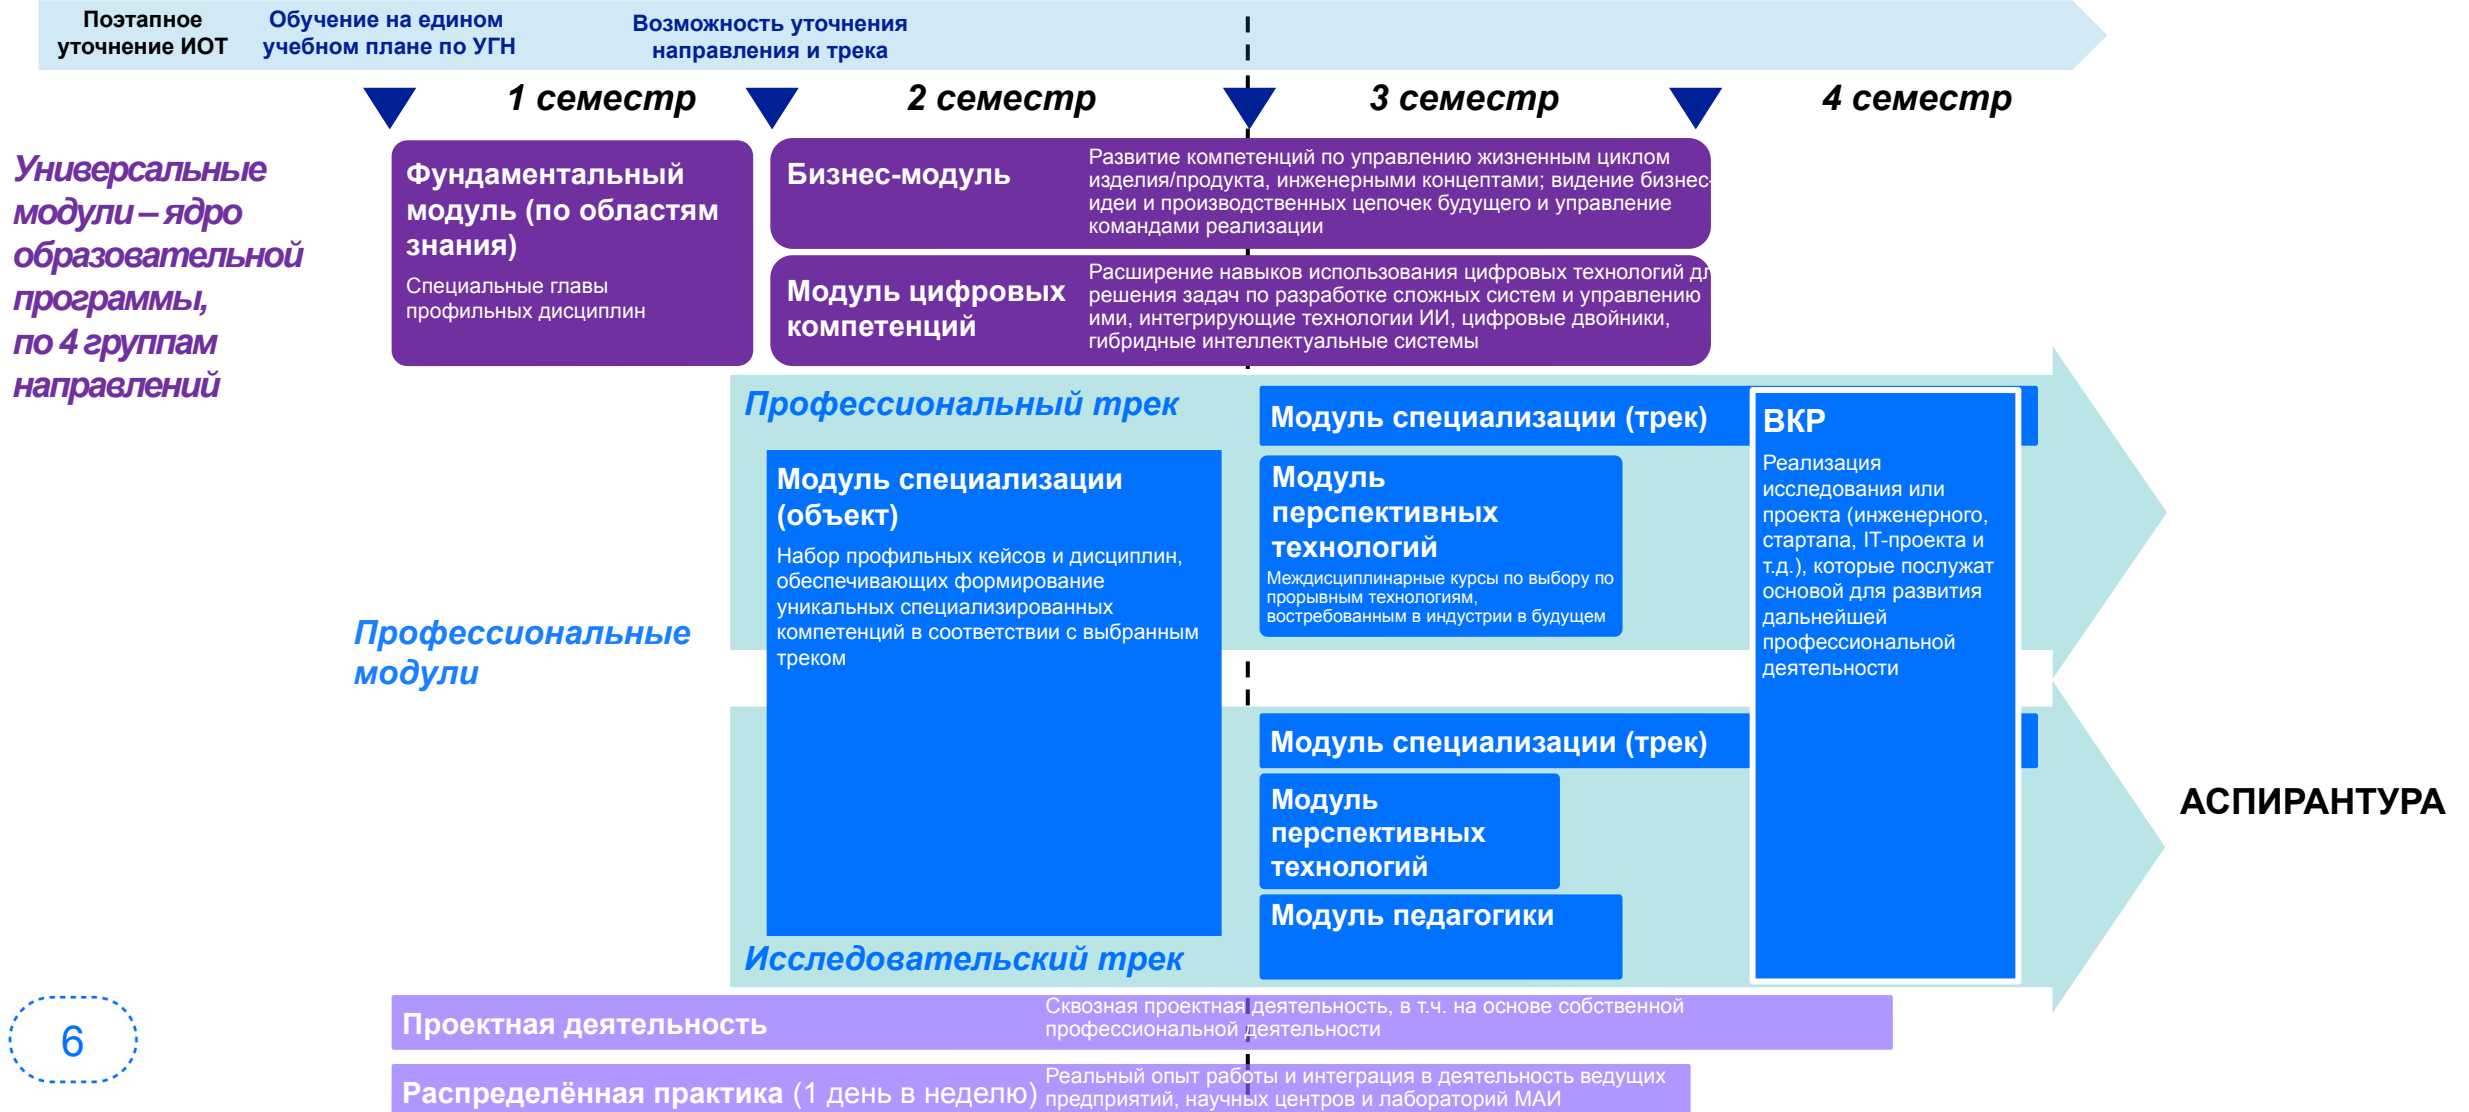 Поэтапное
уточнение ИОТ
Обучение на едином
учебном плане по УГН
Возможность уточнения
направления и трека
1 семестр
2 семестр
3 семестр
4 семестр
Универсальные
модули – ядро
образовательной
программы,
по 4 группам
направлений
Фундаментальный
модуль (по областям
знания)
Специальные главы
профильных дисциплин
Бизнес-модуль
Развитие компетенций по управлению жизненным циклом
изделия/продукта, инженерными концептами; видение бизнес-
идеи и производственных цепочек будущего и управление
командами реализации
Модуль цифровых
компетенций
Расширение навыков использования цифровых технологий для
решения задач по разработке сложных систем и управлению
ими, интегрирующие технологии ИИ, цифровые двойники,
гибридные интеллектуальные системы
Профессиональный трек
Профессиональные
модули
Модуль специализации
(объект)
Набор профильных кейсов и дисциплин,
обеспечивающих формирование
уникальных специализированных
компетенций в соответствии с выбранным
треком
Модуль специализации (трек)
Модуль
перспективных
технологий
Междисциплинарные курсы по выбору по
прорывным технологиям,
востребованным в индустрии в будущем
ВКР
Реализация
исследования или
проекта (инженерного,
стартапа, IT-проекта и
т.д.), которые послужат
основой для развития
дальнейшей
профессиональной
деятельности
Модуль специализации (трек)
Модуль
перспективных
технологий
Модуль педагогики
Исследовательский трек
АСПИРАНТУРА
Проектная деятельность
Сквозная проектная деятельность, в т.ч. на основе собственной
профессиональной деятельности
Распределённая практика (1 день в неделю)
Реальный опыт работы и интеграция в деятельность ведущих
предприятий, научных центров и лабораторий МАИ
6